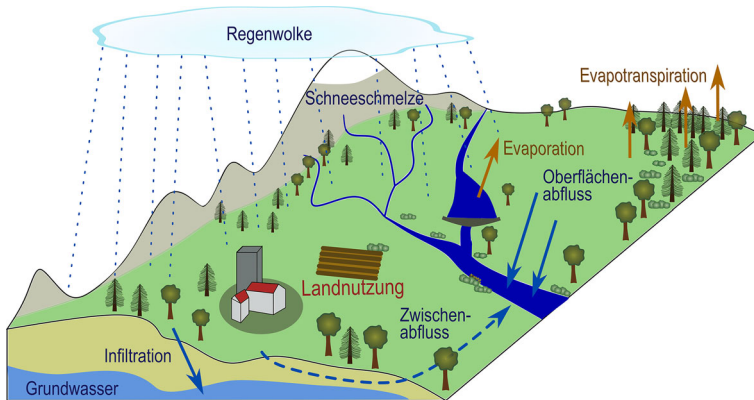 Regenwolke
Schneeschmelze
Evapotranspiration
Evaporation
Oberflächen-
abfluss
Landnutzung
Zwischen-
abfluss
Infiltration
Grundwasser